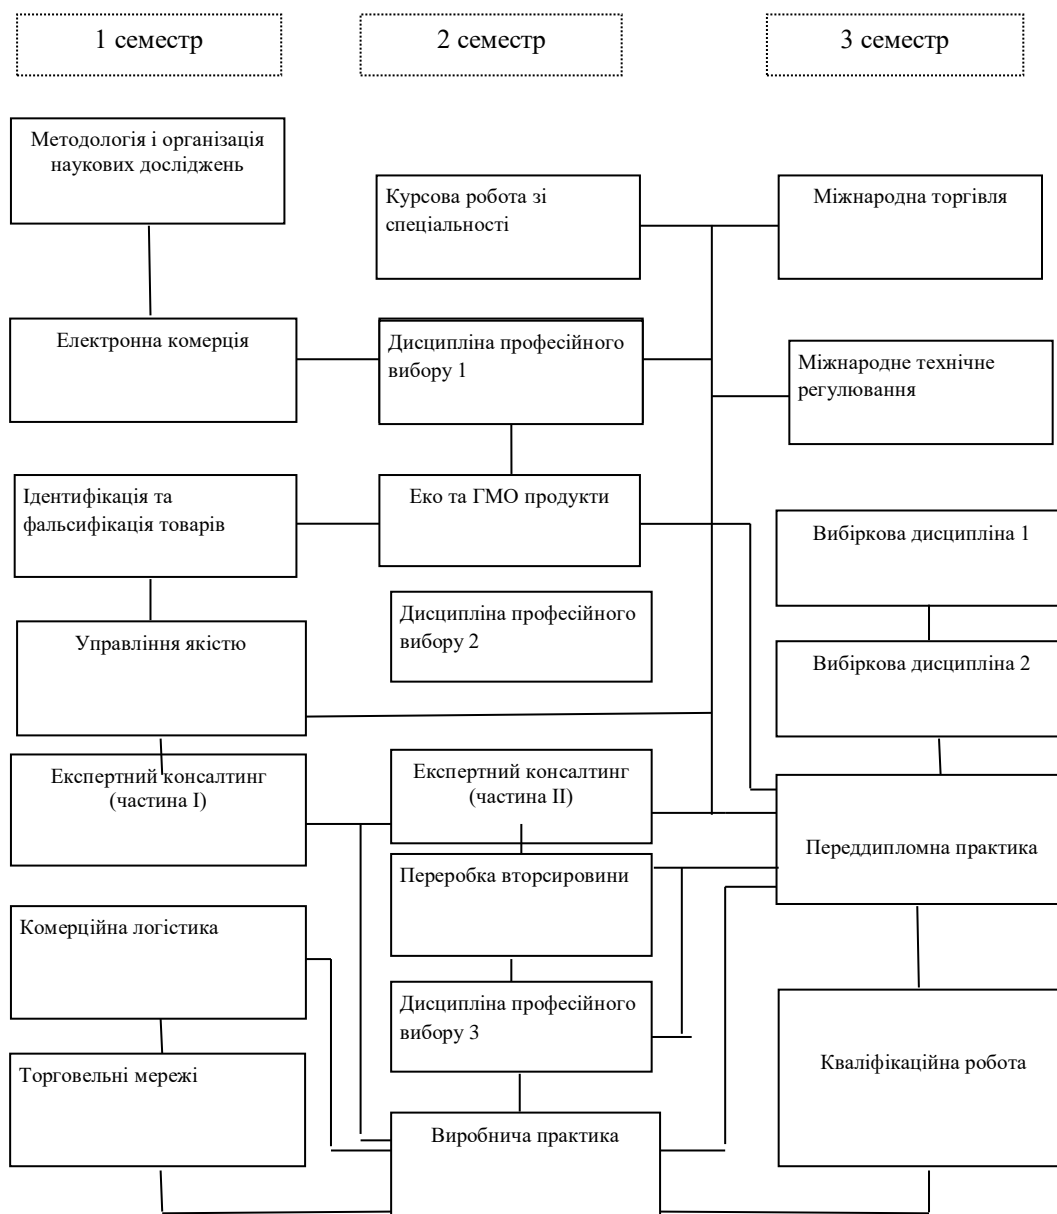 1 семестр
2 семестр
3 семестр
Методологія і організація
наукових досліджень
Електронна комерція
Ідентифікація та
фальсифікація товарів
Управління якістю
Експертний консалтинг
(частина І)
Комерційна логістика
Торговельні мережі
Курсова робота зі
спеціальності
Дисципліна професійного
вибору 1
Еко та ГМО продукти
Дисципліна професійного
вибору 2
Експертний консалтинг
(частина ІІ)
Переробка вторсировини
Дисципліна професійного
вибору 3
Виробнича практика
Міжнародна торгівля
Міжнародне технічне
регулювання
Вибіркова дисципліна 1
Вибіркова дисципліна 2
Переддипломна практика
Кваліфікаційна робота